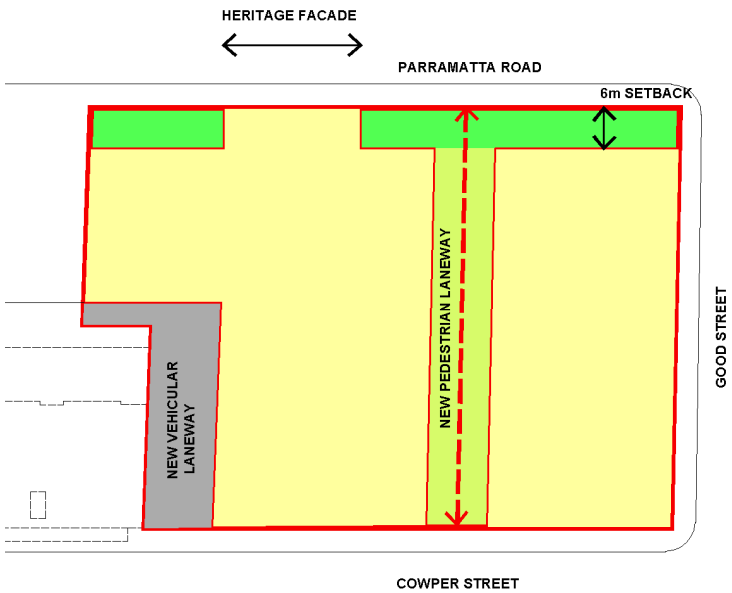 HERITAGE FACADE
PARRAMATTA ROAD
6m SETBACK
NEW PEDESTRIAN LANEWAY
GOOD STREET
NEW VEHICULAR
LANEWAY
COWPER STREET